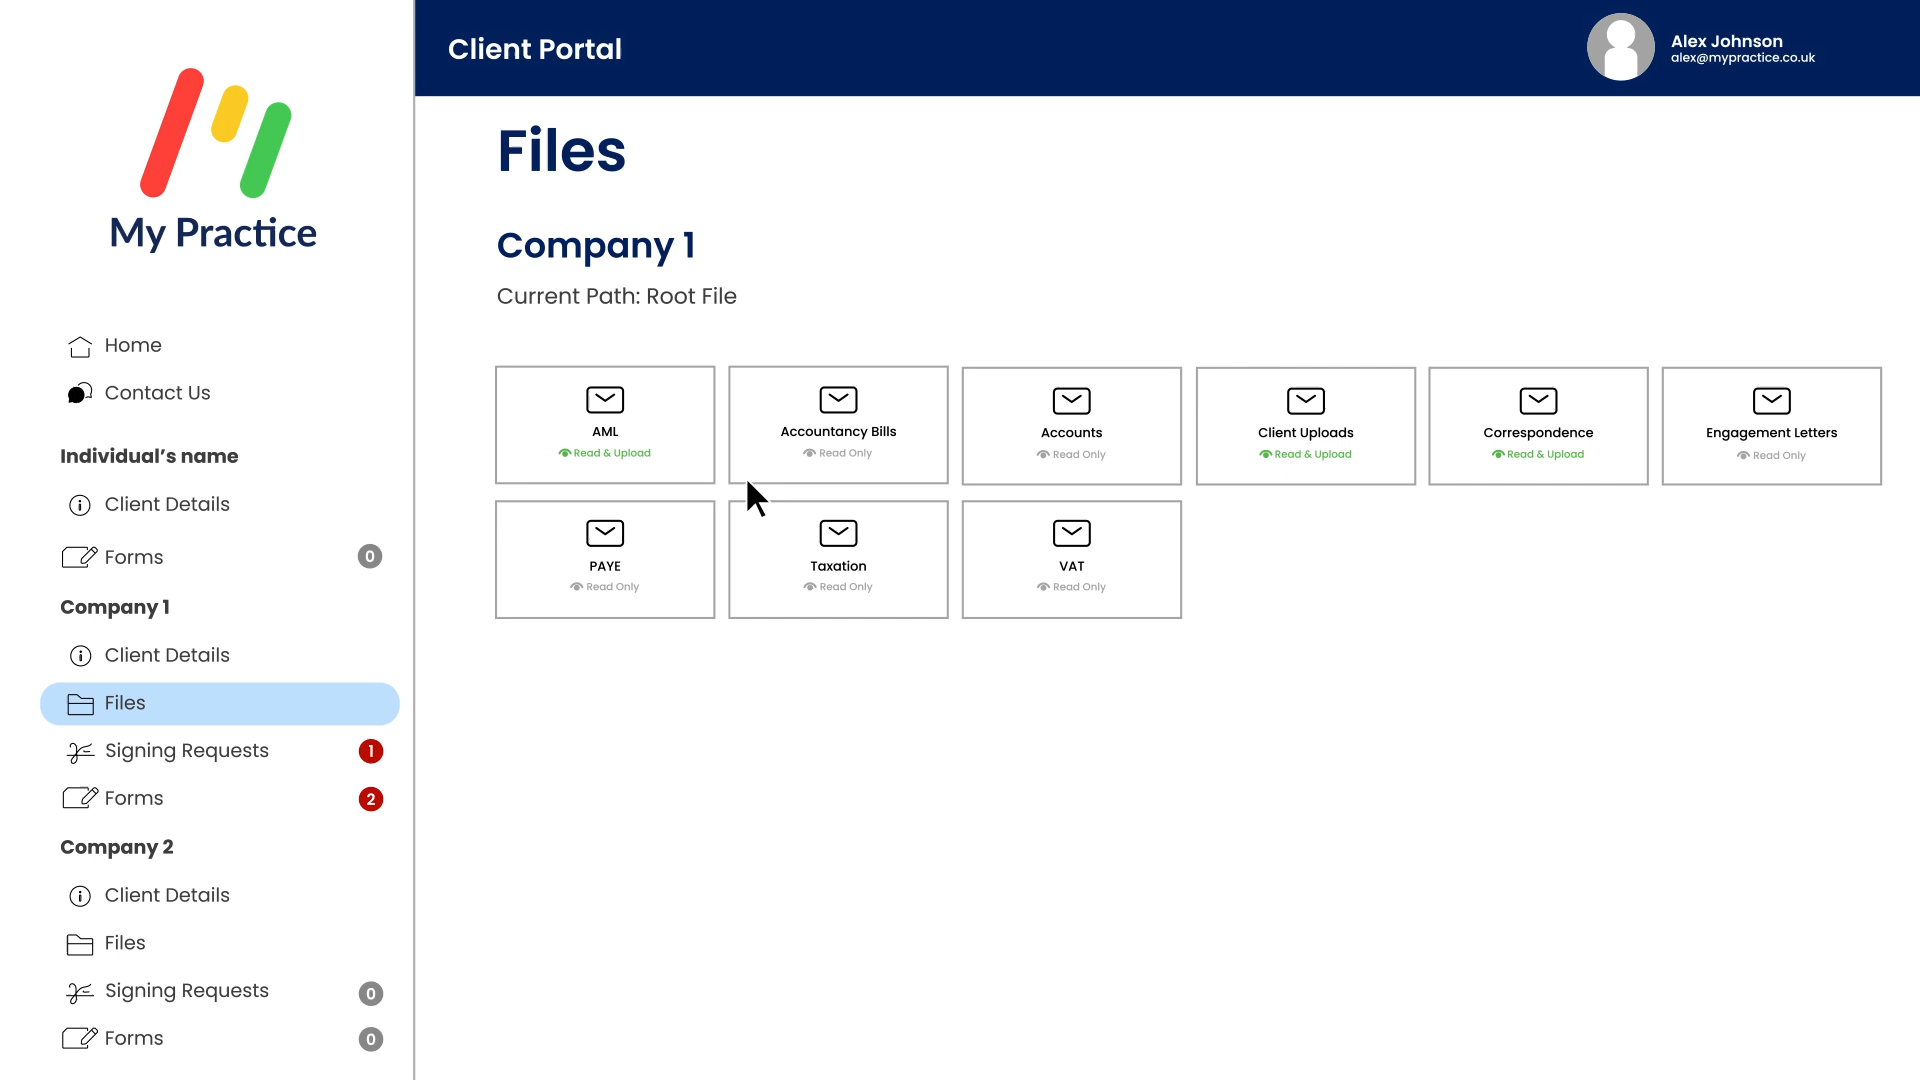 My Practice
Home
Contact Us
Individual’s name
Client Details
Forms 0
Company 1
Client Details
Files
Signing Requests 1
Forms 2
Company 2
Client Details
Files
Signing Requests 0
Forms 0
Client Portal
Alex Johnson
alex@mypractice.co.uk
Files
Company 1
Current Path: Root File
AML
Read & Upload
Accountancy Bills
Read Only
Accounts
Read Only
Client Uploads
Read & Upload
Correspondence
Read & Upload
Engagement Letters
Read Only
PAYE
Read Only
Taxation
Read Only
VAT
Read Only